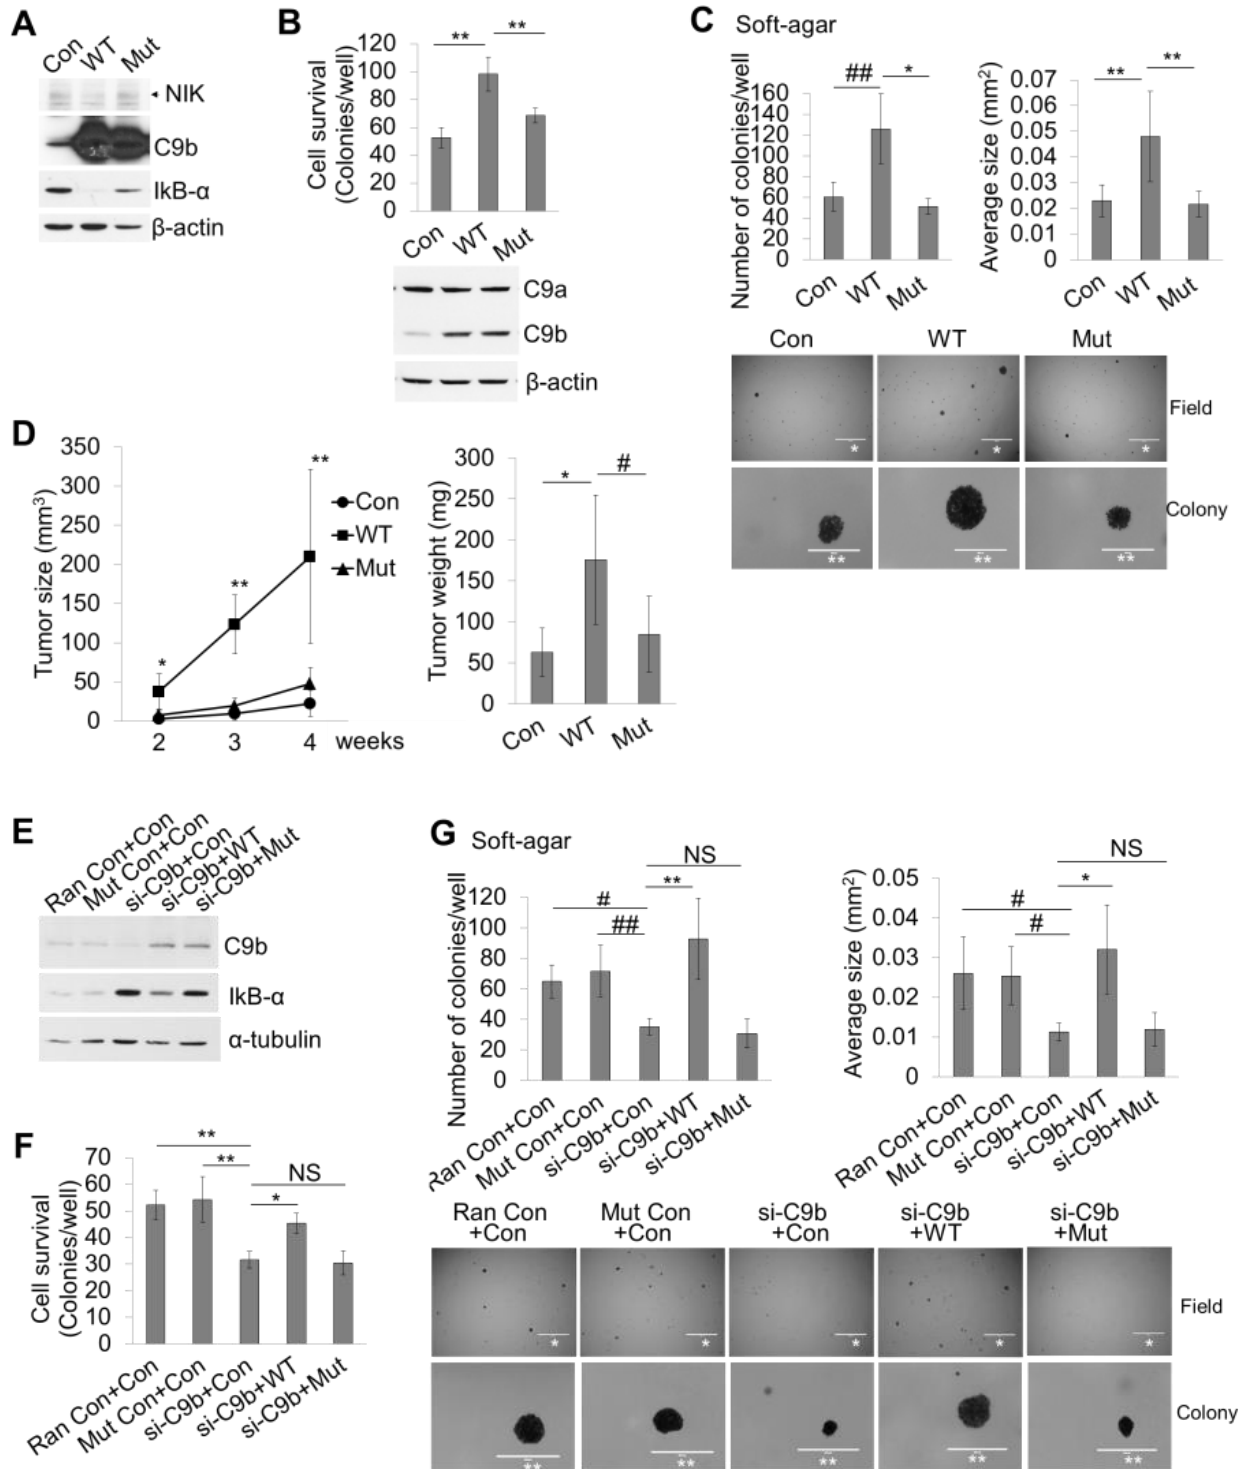 A
Con WT Mut
NIK
C9b
IkB-α
β-actin
B
Cell survival
(Colonies/well)
120
100
80
60
40
20
0
** **
Con WT Mut
C9a
C9b
β-actin
C Soft-agar
Number of colonies/well
160
140
120
100
80
60
40
20
0
## *
Con WT Mut
Average size (mm²)
0.07
0.06
0.05
0.04
0.03
0.02
0.01
0
** **
Con WT Mut
Con WT Mut
Field
* * *
Colony
** ** **
D
Tumor size (mm³)
350
300
250
200
150
100
50
0
* ** **
Con
WT
Mut
2 3 4 weeks
Tumor weight (mg)
300
250
200
150
100
50
0
* #
Con WT Mut
E
Ran Con+Con
Mut Con+Con
si-C9b+Con
si-C9b+WT
si-C9b+Mut
C9b
IkB-α
α-tubulin
F
Cell survival
(Colonies/well)
70
60
50
40
30
20
10
0
**
**
NS
*
Ran Con+Con
Mut Con+Con
si-C9b+Con
si-C9b+WT
si-C9b+Mut
G Soft-agar
Number of colonies/well
120
100
80
60
40
20
0
NS
**
#
##
Ran Con+Con
Mut Con+Con
si-C9b+Con
si-C9b+WT
si-C9b+Mut
Average size (mm²)
0.05
0.04
0.03
0.02
0.01
0
NS
*
#
#
Ran Con+Con
Mut Con+Con
si-C9b+Con
si-C9b+WT
si-C9b+Mut
Ran Con Mut Con si-C9b si-C9b si-C9b
+Con +Con +Con +WT +Mut
Field
* * * * *
Colony
** ** ** ** **